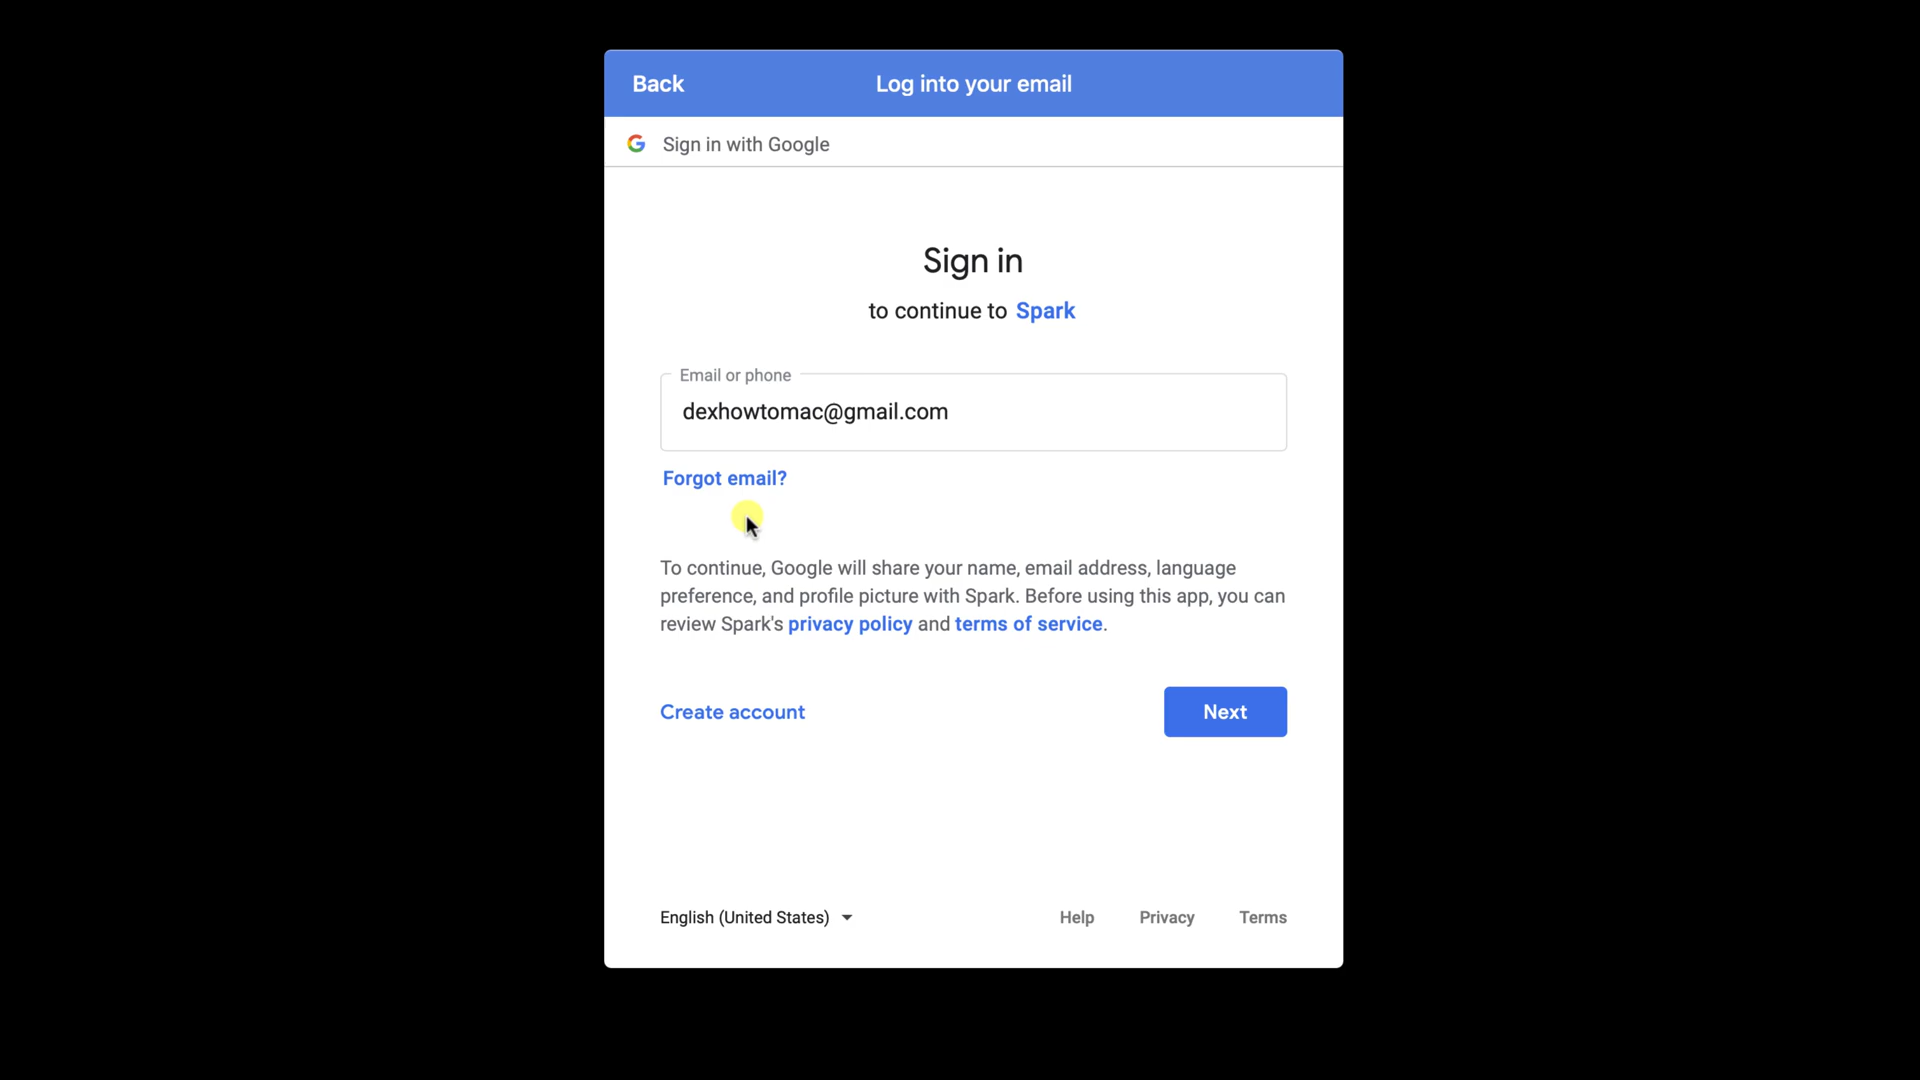 Back
Log into your email
Sign in with Google
Sign in
to continue to Spark
Email or phone
dexhowtomac@gmail.com
Forgot email?
To continue, Google will share your name, email address, language
preference, and profile picture with Spark. Before using this app, you can
review Spark's privacy policy and terms of service.
Create account
Next
English (United States)
Help
Privacy
Terms